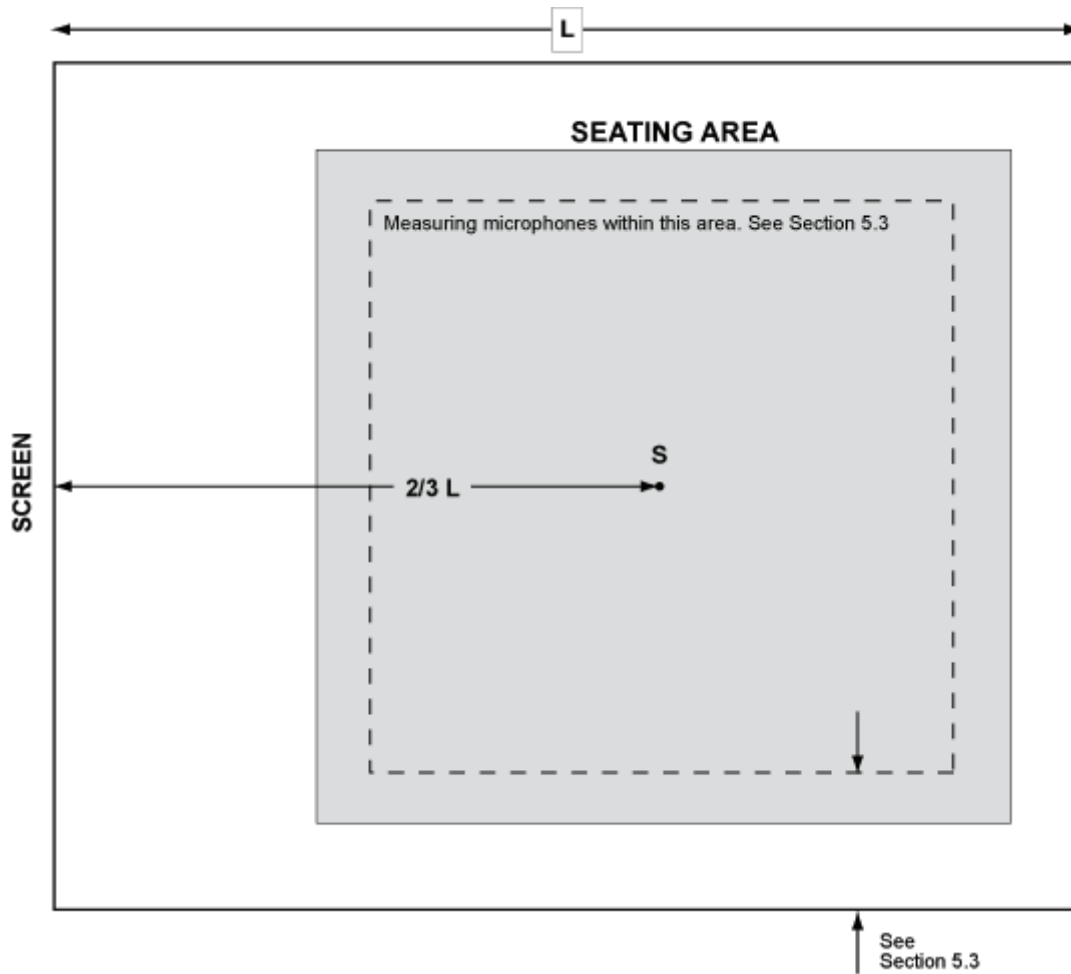 L
SEATING AREA
Measuring microphones within this area. See Section 5.3
S
2/3 L
SCREEN
See
Section 5.3